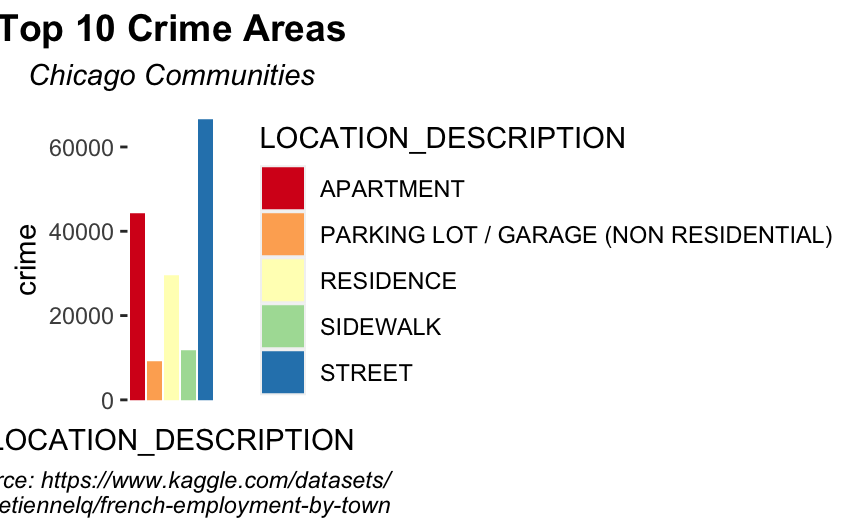 Top 10 Crime Areas
Chicago Communities
LOCATION_DESCRIPTION
60000
40000
20000
0
crime
APARTMENT
PARKING LOT / GARAGE (NON RESIDENTIAL)
RESIDENCE
SIDEWALK
STREET
LOCATION_DESCRIPTION
rce: https://www.kaggle.com/datasets/
etiennelq/french-employment-by-town